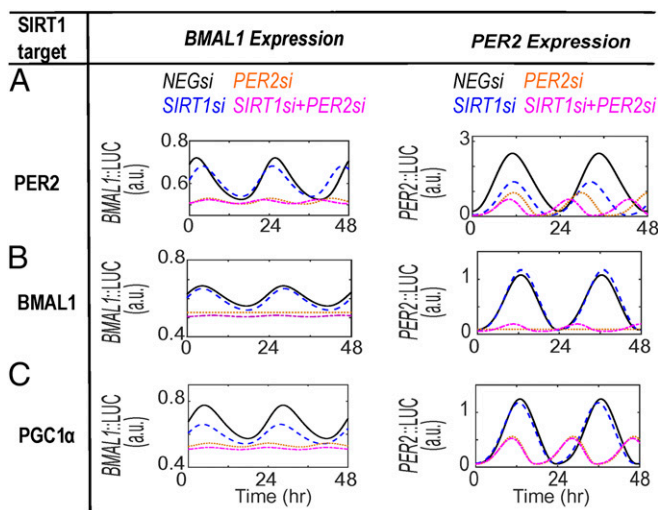 SIRT1 target
BMAL1 Expression
PER2 Expression
A
NEGsi PER2si
SIRT1si SIRT1si+PER2si
NEGsi PER2si
SIRT1si SIRT1si+PER2si
PER2
BMAL1::LUC
(a.u.)
0.8
0.6
0 24 48
PER2::LUC
(a.u.)
3
0
0 24 48
B
BMAL1
BMAL1::LUC
(a.u.)
0.8
0.4
0 24 48
PER2::LUC
(a.u.)
1
0
0 24 48
C
PGC1α
BMAL1::LUC
(a.u.)
0.8
0.4
0 24 48
Time (hr)
PER2::LUC
(a.u.)
1
0
0 24 48
Time (hr)